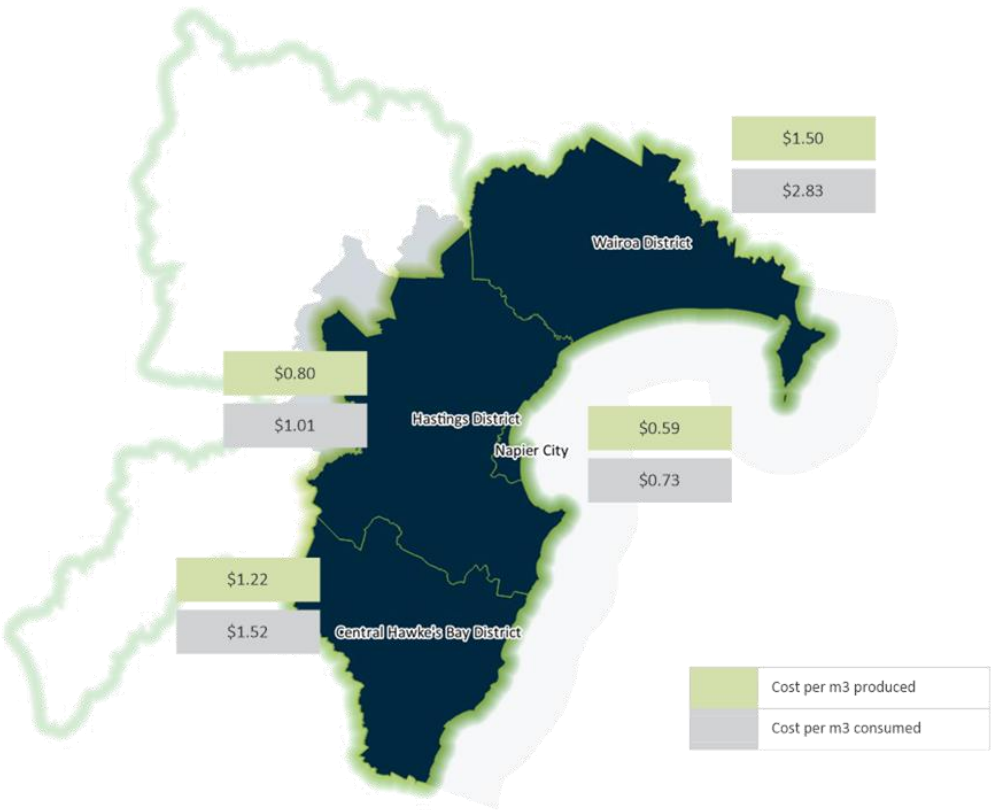 $1.50
$2.83
Wairoa District
$0.80
$1.01
Hastings District
Napier City
$0.59
$0.73
$1.22
$1.52
Central Hawke's Bay District
Cost per m3 produced
Cost per m3 consumed